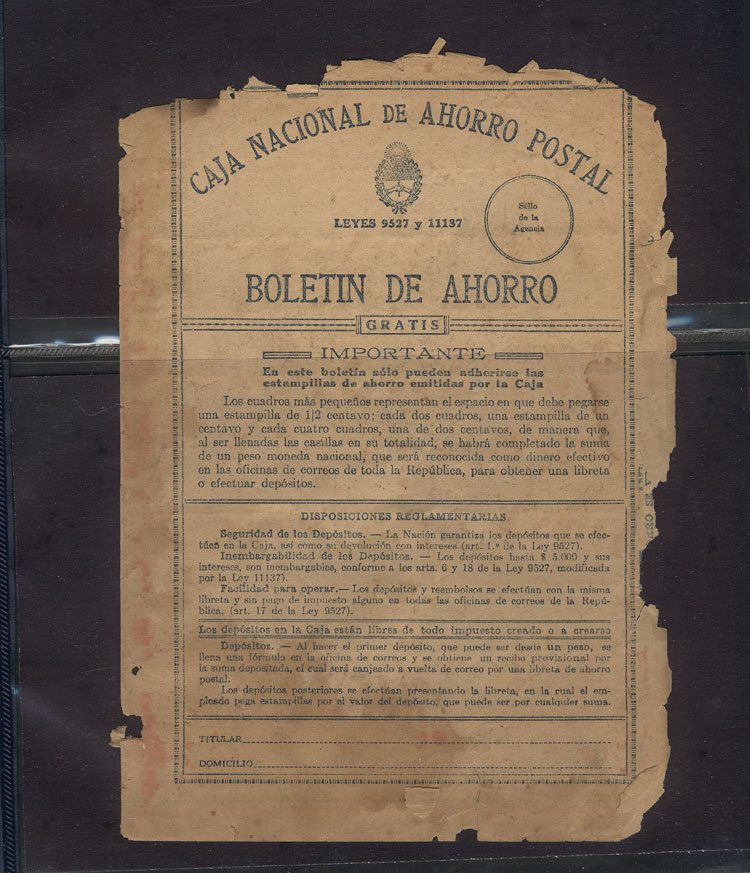 CAJA NACIONAL DE AHORRO POSTAL
LEYES 9527 y 11137
Sello
de la
Agencia
BOLETIN DE AHORRO
GRATIS
IMPORTANTE
En este boletín sólo pueden adherirse las
estampillas de ahorro emitidas por la Caja
Los cuadros más pequeños representan el espacio en que debe pegarse
una estampilla de 1|2 centavo; cada dos cuadros, una estampilla de un
centavo y cada cuatro cuadros, una de dos centavos, de manera que,
al ser llenadas las casillas en su totalidad, se habrá completado la suma
de un peso moneda nacional, que será reconocida como dinero efectivo
en las oficinas de correos de toda la República, para obtener una libreta
o efectuar depósitos.
DISPOSICIONES REGLAMENTARIAS
Seguridad de los Depósitos. — La Nación garantiza los depósitos que se efec-
túen en la Caja, así como su devolución con intereses (art. 1.º de la Ley 9527).
Inembargabilidad de los Depósitos. — Los depósitos hasta $ 5.000 y sus
intereses, son inembargables, conforme a los arts. 6 y 18 de la Ley 9527, modificada
por la Ley 11137).
Facilidad para operar.— Los depósitos y reembolsos se efectúan con la misma
libreta y sin pago de impuesto alguno en todas las oficinas de correos de la Repú-
blica, (art. 17 de la Ley 9527).
Los depósitos en la Caja están libres de todo impuesto creado o a crearse
Depósitos. — Al hacer el primer depósito, que puede ser desde un peso, se
llena una fórmula en la oficina de correos y se obtiene un recibo provisional por
la suma depositada, el cual será canjeado a vuelta de correo por una libreta de ahorro
postal.
Los depósitos posteriores se efectúan presentando la libreta, en la cual el em-
pleado pega estampillas por el valor del depósito, que puede ser por cualquier suma.
TITULAR
DOMICILIO